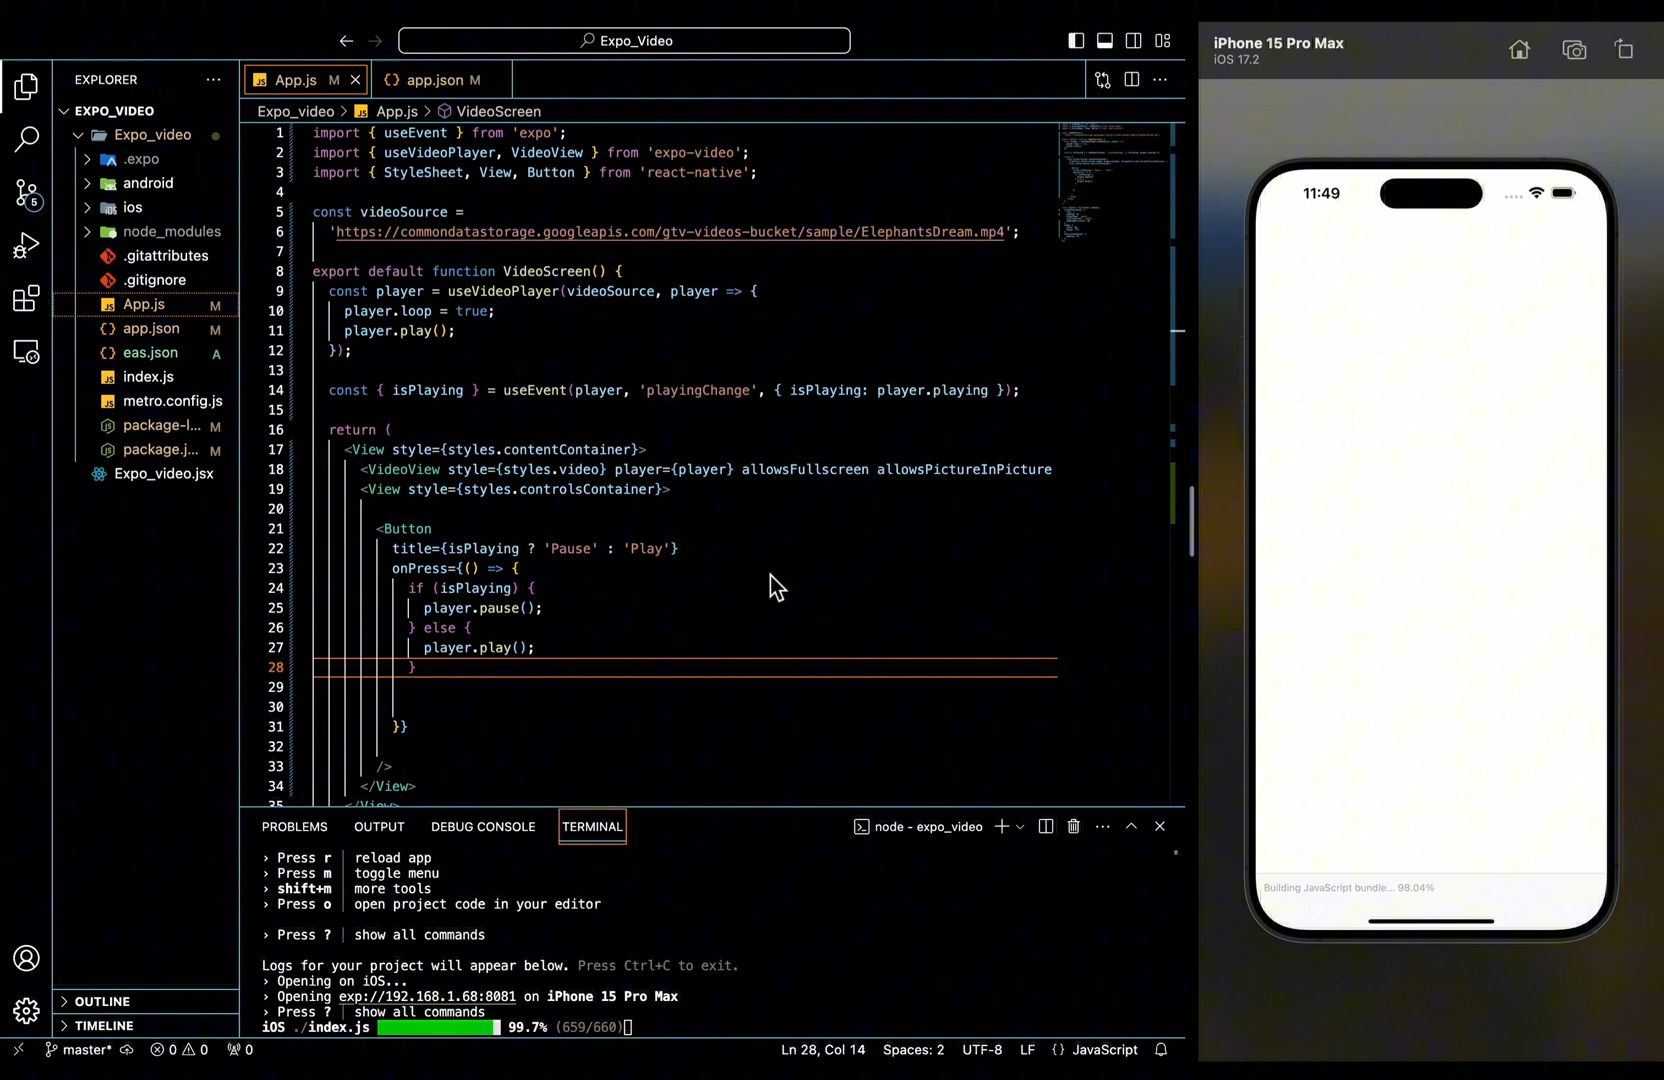 Expo_Video
EXPLORER
EXPO_VIDEO
Expo_video
.expo
android
ios
node_modules
.gitattributes
.gitignore
App.js M
app.json M
eas.json A
index.js
metro.config.js
package-l... M
package.j... M
Expo_video.jsx
OUTLINE
TIMELINE
5
App.js M
app.json M
Expo_video > App.js > VideoScreen
1 import { useEvent } from 'expo';
2 import { useVideoPlayer, VideoView } from 'expo-video';
3 import { StyleSheet, View, Button } from 'react-native';
4
5 const videoSource =
6 'https://commondatastorage.googleapis.com/gtv-videos-bucket/sample/ElephantsDream.mp4';
7
8 export default function VideoScreen() {
9 const player = useVideoPlayer(videoSource, player => {
10 player.loop = true;
11 player.play();
12 });
13
14 const { isPlaying } = useEvent(player, 'playingChange', { isPlaying: player.playing });
15
16 return (
17 <View style={styles.contentContainer}>
18 <VideoView style={styles.video} player={player} allowsFullscreen allowsPictureInPicture
19 <View style={styles.controlsContainer}>
20
21 <Button
22 title={isPlaying ? 'Pause' : 'Play'}
23 onPress={() => {
24 if (isPlaying) {
25 player.pause();
26 } else {
27 player.play();
28 }
29
30
31 }}
32
33 />
34 </View>
35 </View>
PROBLEMS OUTPUT DEBUG CONSOLE TERMINAL
node - expo_video
› Press r │ reload app
› Press m │ toggle menu
› shift+m │ more tools
› Press o │ open project code in your editor
› Press ? │ show all commands
Logs for your project will appear below. Press Ctrl+C to exit.
› Opening on iOS...
› Opening exp://192.168.1.68:8081 on iPhone 15 Pro Max
› Press ? │ show all commands
iOS ./index.js 99.7% (659/660)
master* 0 0 0
Ln 28, Col 14 Spaces: 2 UTF-8 LF {} JavaScript
iPhone 15 Pro Max
iOS 17.2
11:49
Building JavaScript bundle... 98.04%